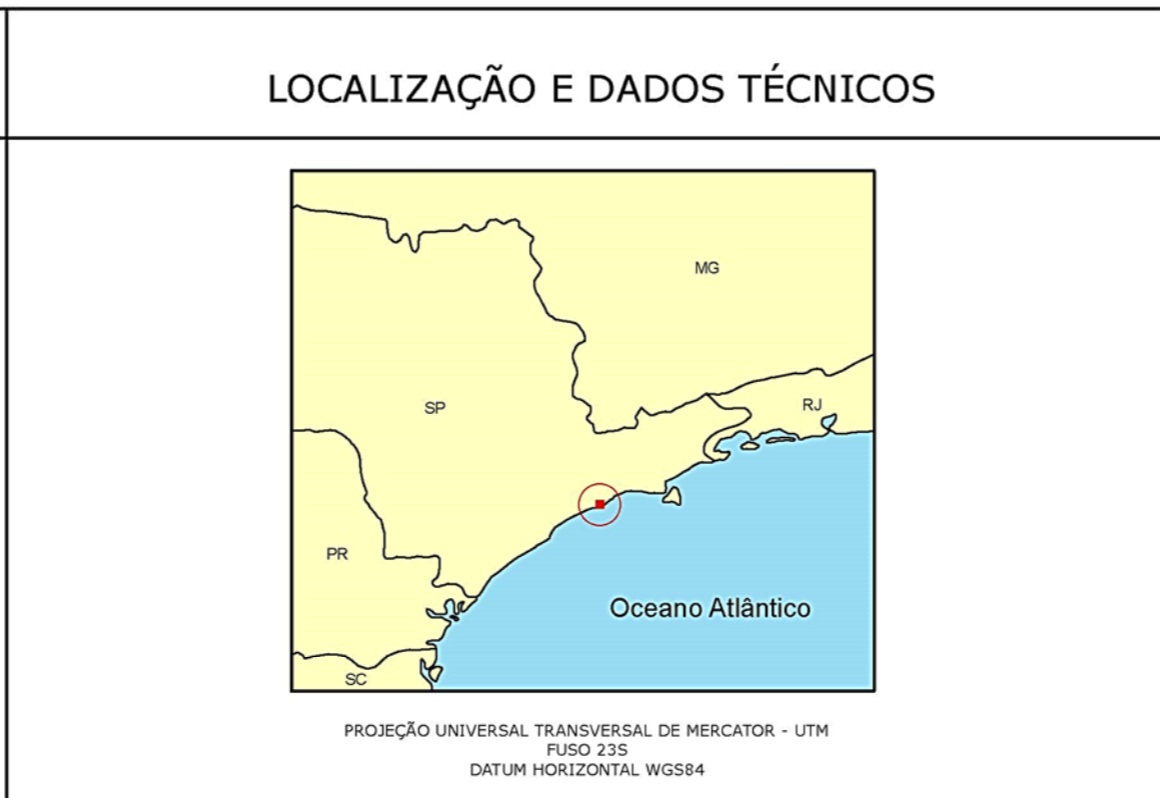 LOCALIZAÇÃO E DADOS TÉCNICOS
MG
SP
RJ
PR
Oceano Atlântico
SC
PROJEÇÃO UNIVERSAL TRANSVERSAL DE MERCATOR - UTM
FUSO 23S
DATUM HORIZONTAL WGS84